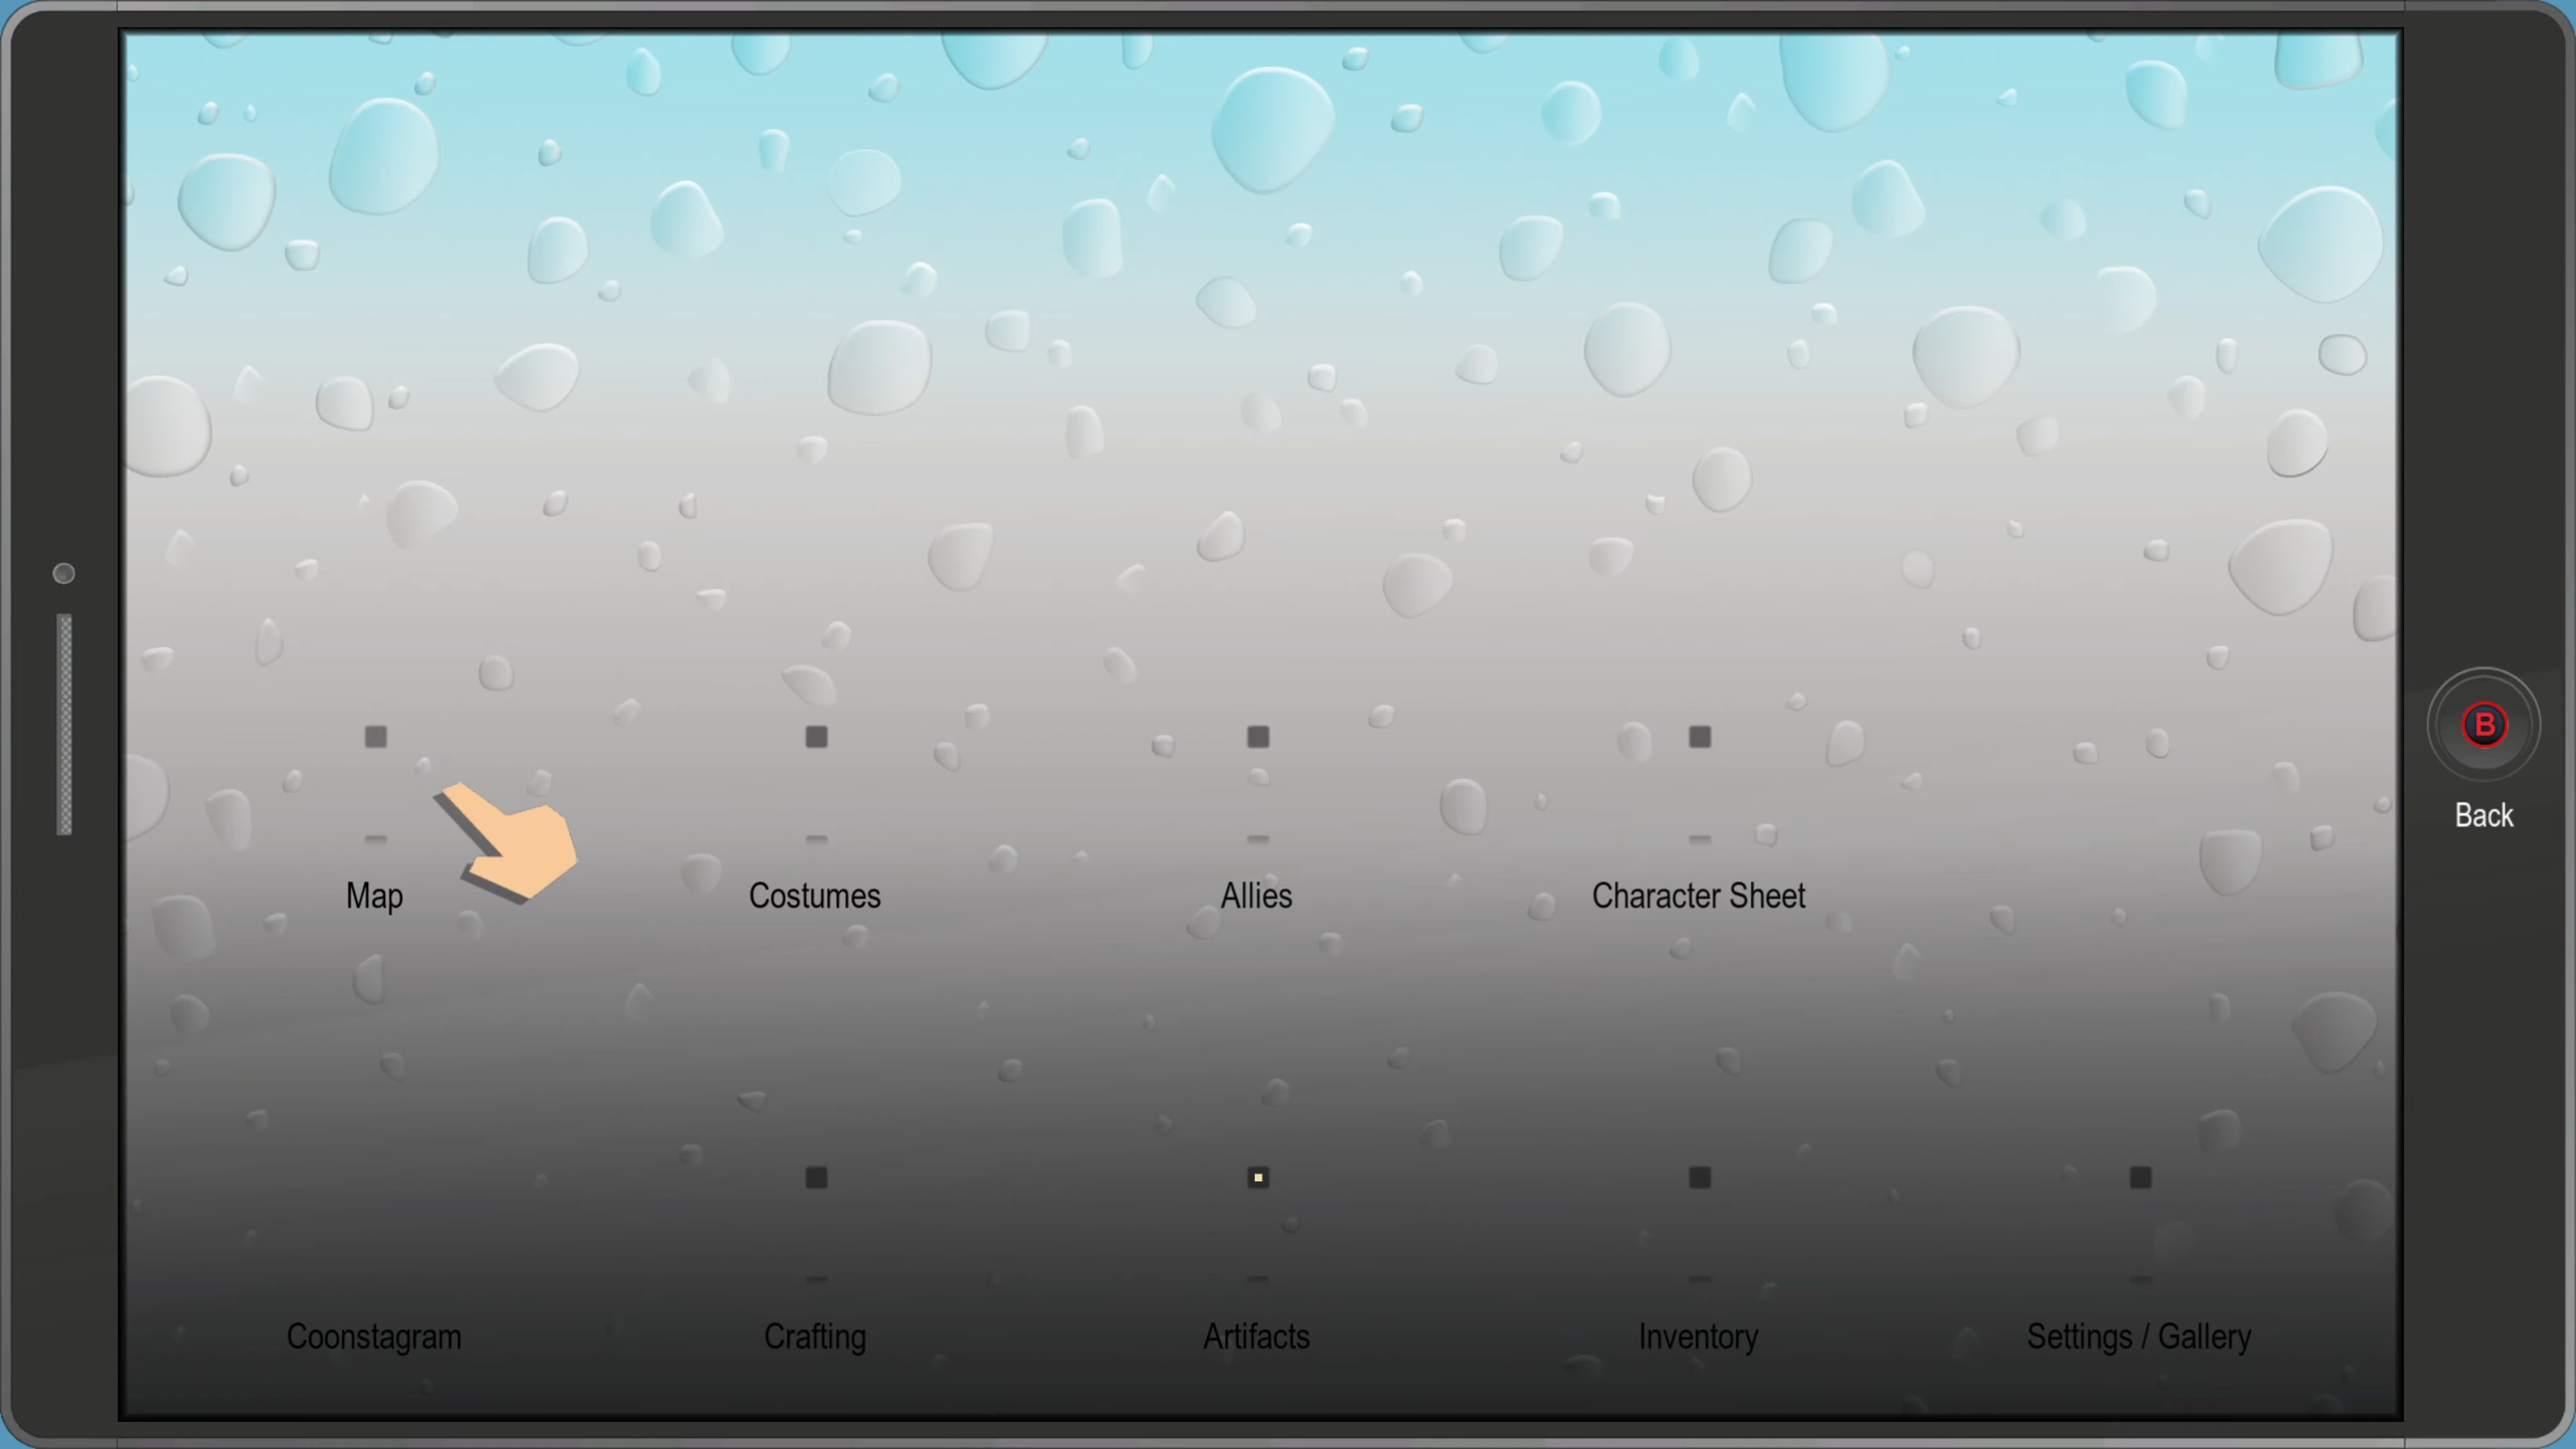 B
Back
Map
Costumes
Allies
Character Sheet
Coonstagram
Crafting
Artifacts
Inventory
Settings / Gallery